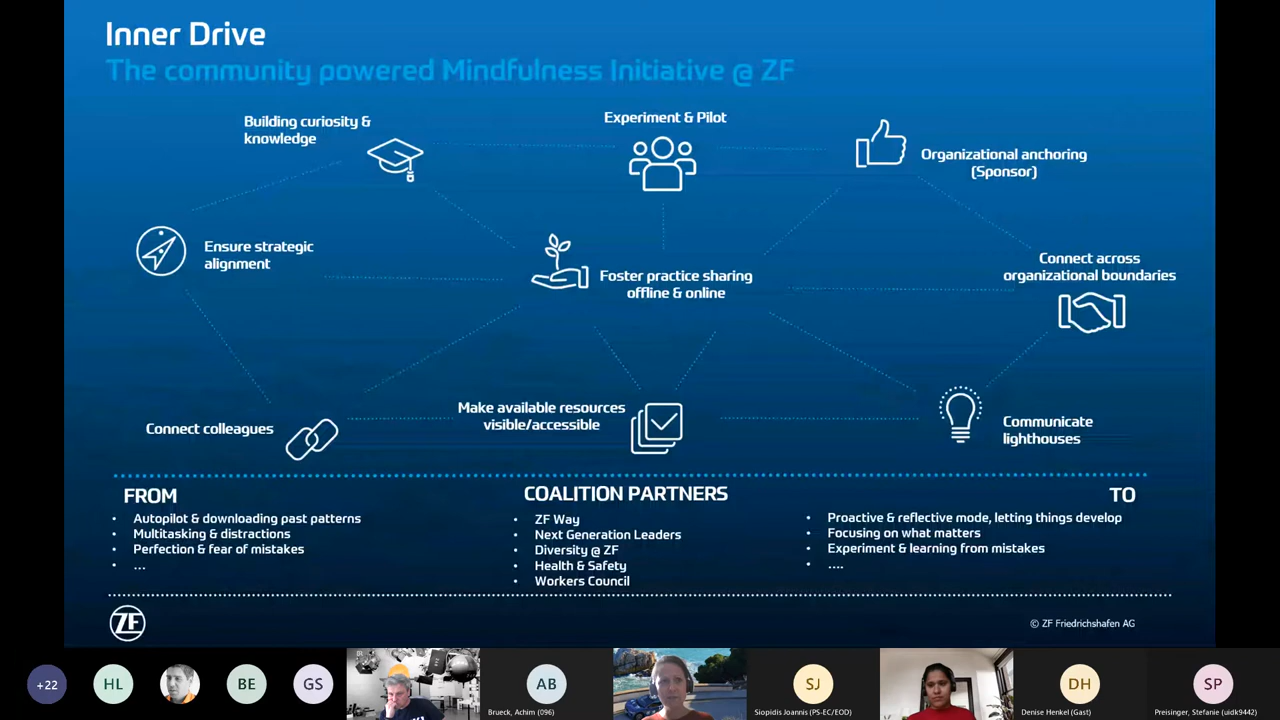 Inner Drive
The community powered Mindfulness Initiative @ ZF
Building curiosity &
knowledge
Experiment & Pilot
Organizational anchoring
(Sponsor)
Ensure strategic
alignment
Foster practice sharing
offline & online
Connect across
organizational boundaries
Connect colleagues
Make available resources
visible/accessible
Communicate
lighthouses
FROM
• Autopilot & downloading past patterns
• Multitasking & distractions
• Perfection & fear of mistakes
• ...
COALITION PARTNERS
• ZF Way
• Next Generation Leaders
• Diversity @ ZF
• Health & Safety
• Workers Council
TO
• Proactive & reflective mode, letting things develop
• Focusing on what matters
• Experiment & learning from mistakes
• ....
ZF
© ZF Friedrichshafen AG
+22
HL
BE
GS
AB
Brueck, Achim (096)
SJ
Siopidis Joannis (PS-EC/EOD)
DH
Denise Henkel (Gast)
SP
Preisinger, Stefanie (uidk9442)